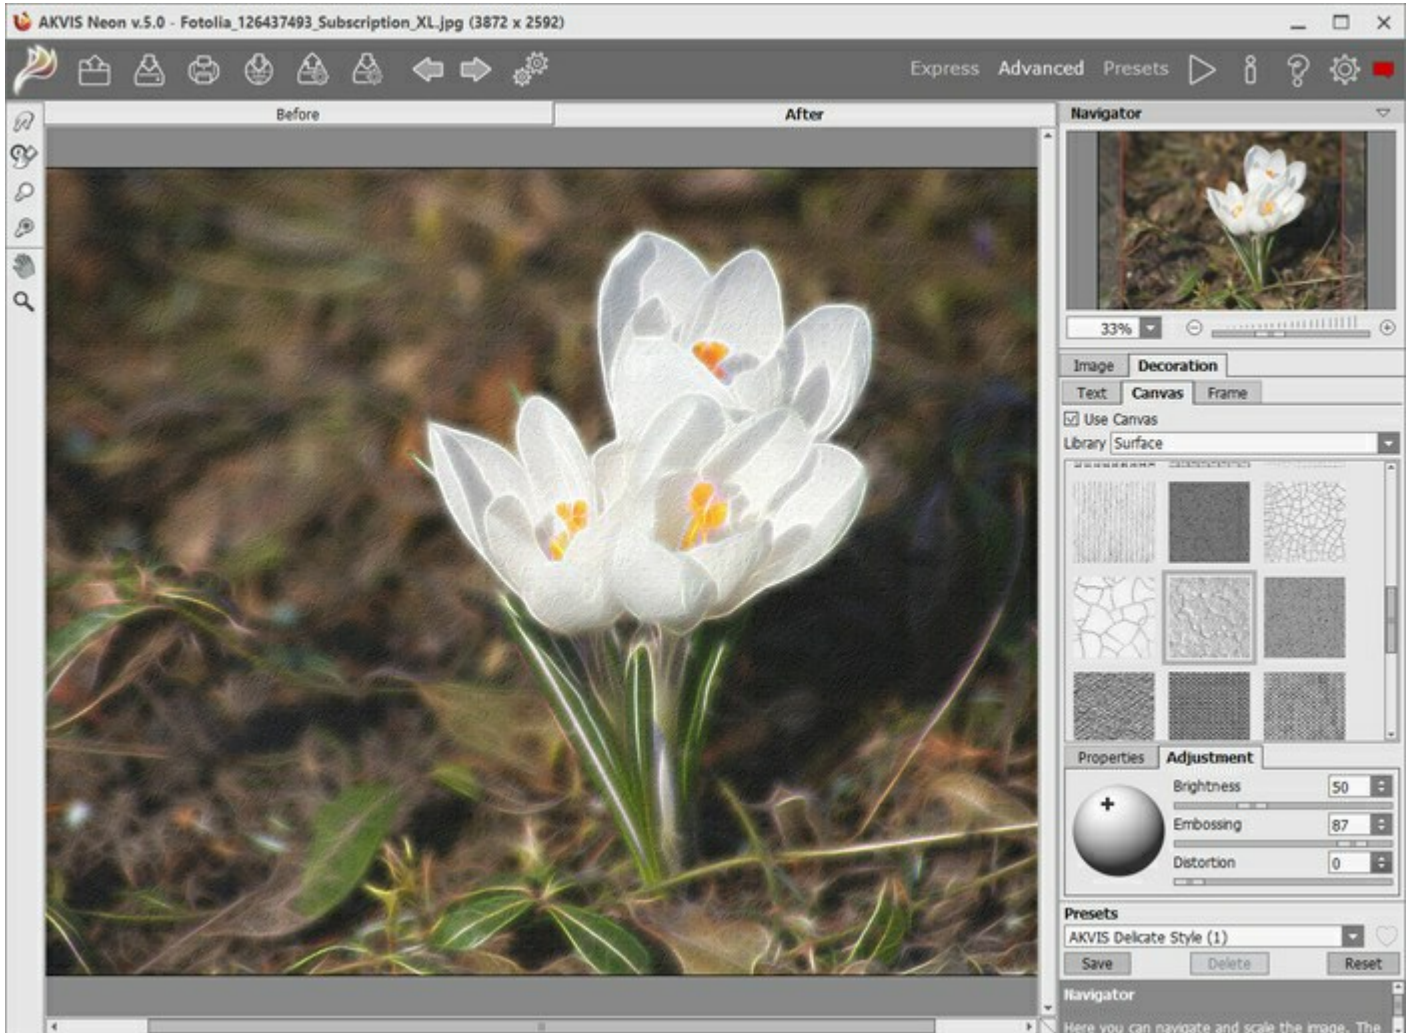 AKVIS Neon v.5.0 - Fotolia_126437493_Subscription_XL.jpg (3872 x 2592)
Express Advanced Presets
Before After
Navigator
33%
Image Decoration
Text Canvas Frame
Use Canvas
Library Surface
Properties Adjustment
Brightness 50
Embossing 87
Distortion 0
Presets
AKVIS Delicate Style (1)
Save Delete Reset
Navigator
Here you can navigate and scale the image. The